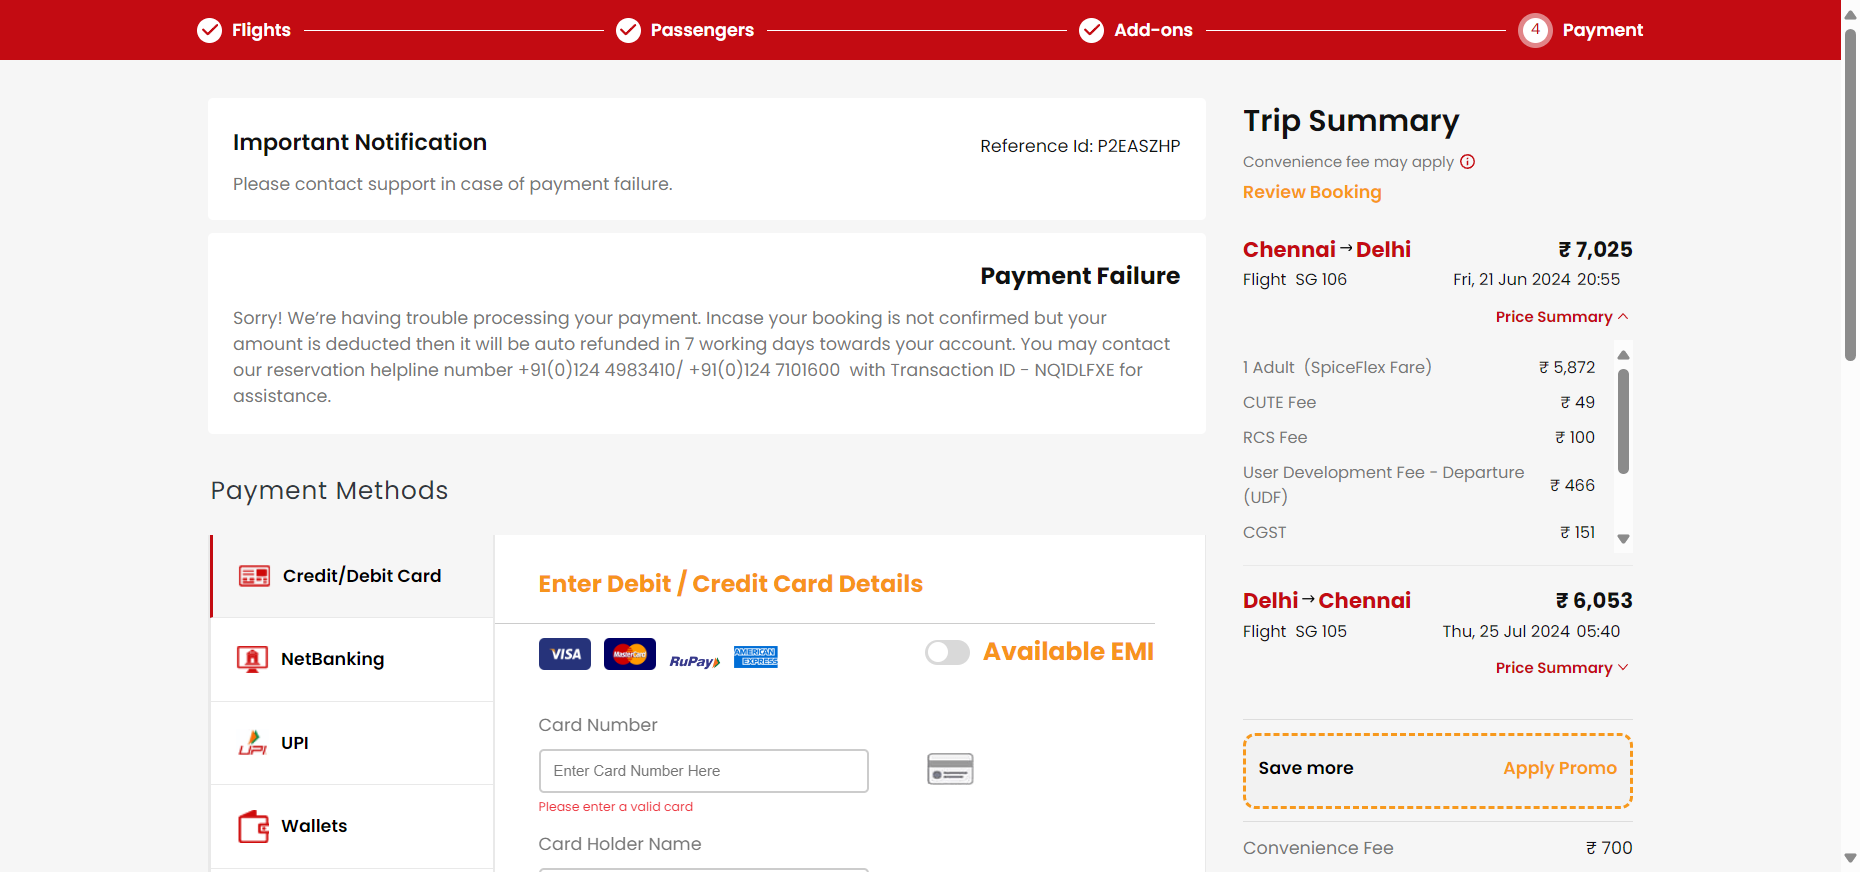 Flights
Passengers
Add-ons
4 Payment
Important Notification
Reference Id: P2EASZHP
Please contact support in case of payment failure.
Payment Failure
Sorry! We're having trouble processing your payment. Incase your booking is not confirmed but your
amount is deducted then it will be auto refunded in 7 working days towards your account. You may contact
our reservation helpline number +91(0)124 4983410/ +91(0)124 7101600 with Transaction ID - NQ1DLFXE for
assistance.
Payment Methods
Credit/Debit Card
NetBanking
UPI UPI
Wallets
Enter Debit / Credit Card Details
VISA MasterCard RuPay AMERICAN EXPRESS
Available EMI
Card Number
Enter Card Number Here
Please enter a valid card
Card Holder Name
Trip Summary
Convenience fee may apply
Review Booking
Chennai → Delhi ₹ 7,025
Flight SG 106 Fri, 21 Jun 2024 20:55
Price Summary
1 Adult (SpiceFlex Fare) ₹ 5,872
CUTE Fee ₹ 49
RCS Fee ₹ 100
User Development Fee - Departure
(UDF) ₹ 466
CGST ₹ 151
Delhi → Chennai ₹ 6,053
Flight SG 105 Thu, 25 Jul 2024 05:40
Price Summary
Save more Apply Promo
Convenience Fee ₹ 700